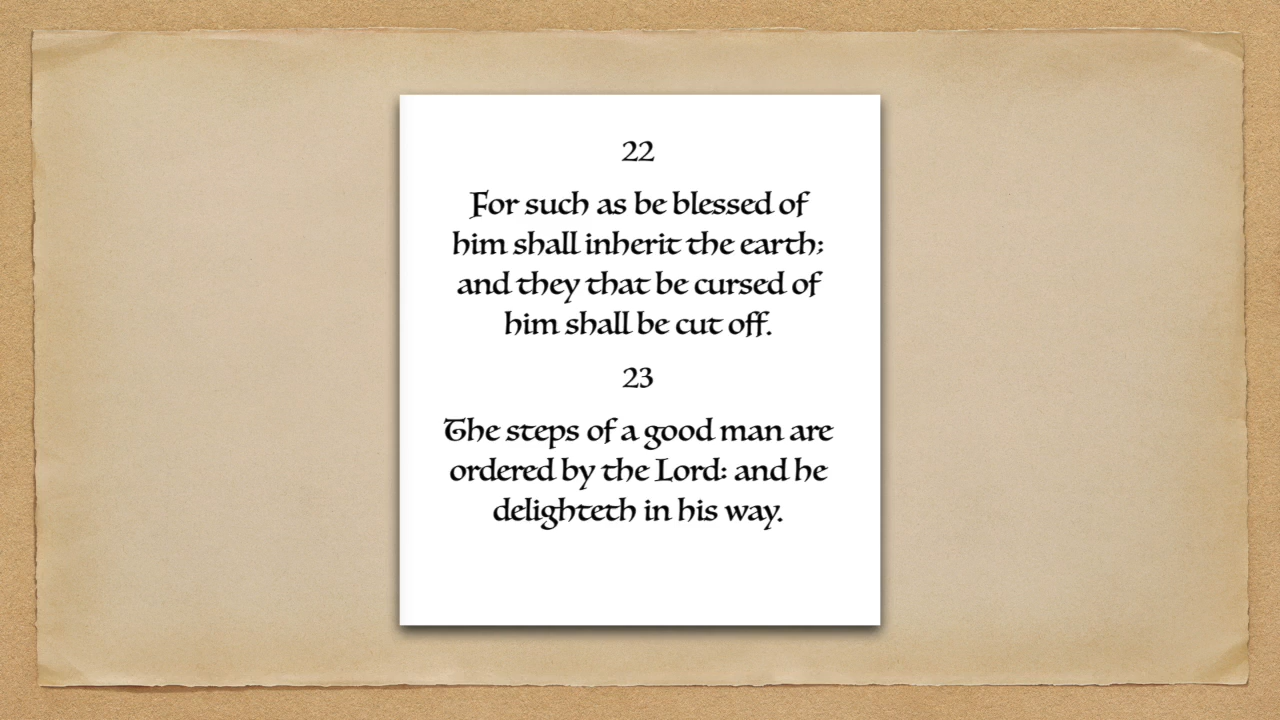 22
For such as be blessed of
him shall inherit the earth;
and they that be cursed of
him shall be cut off.
23
The steps of a good man are
ordered by the Lord: and he
delighteth in his way.